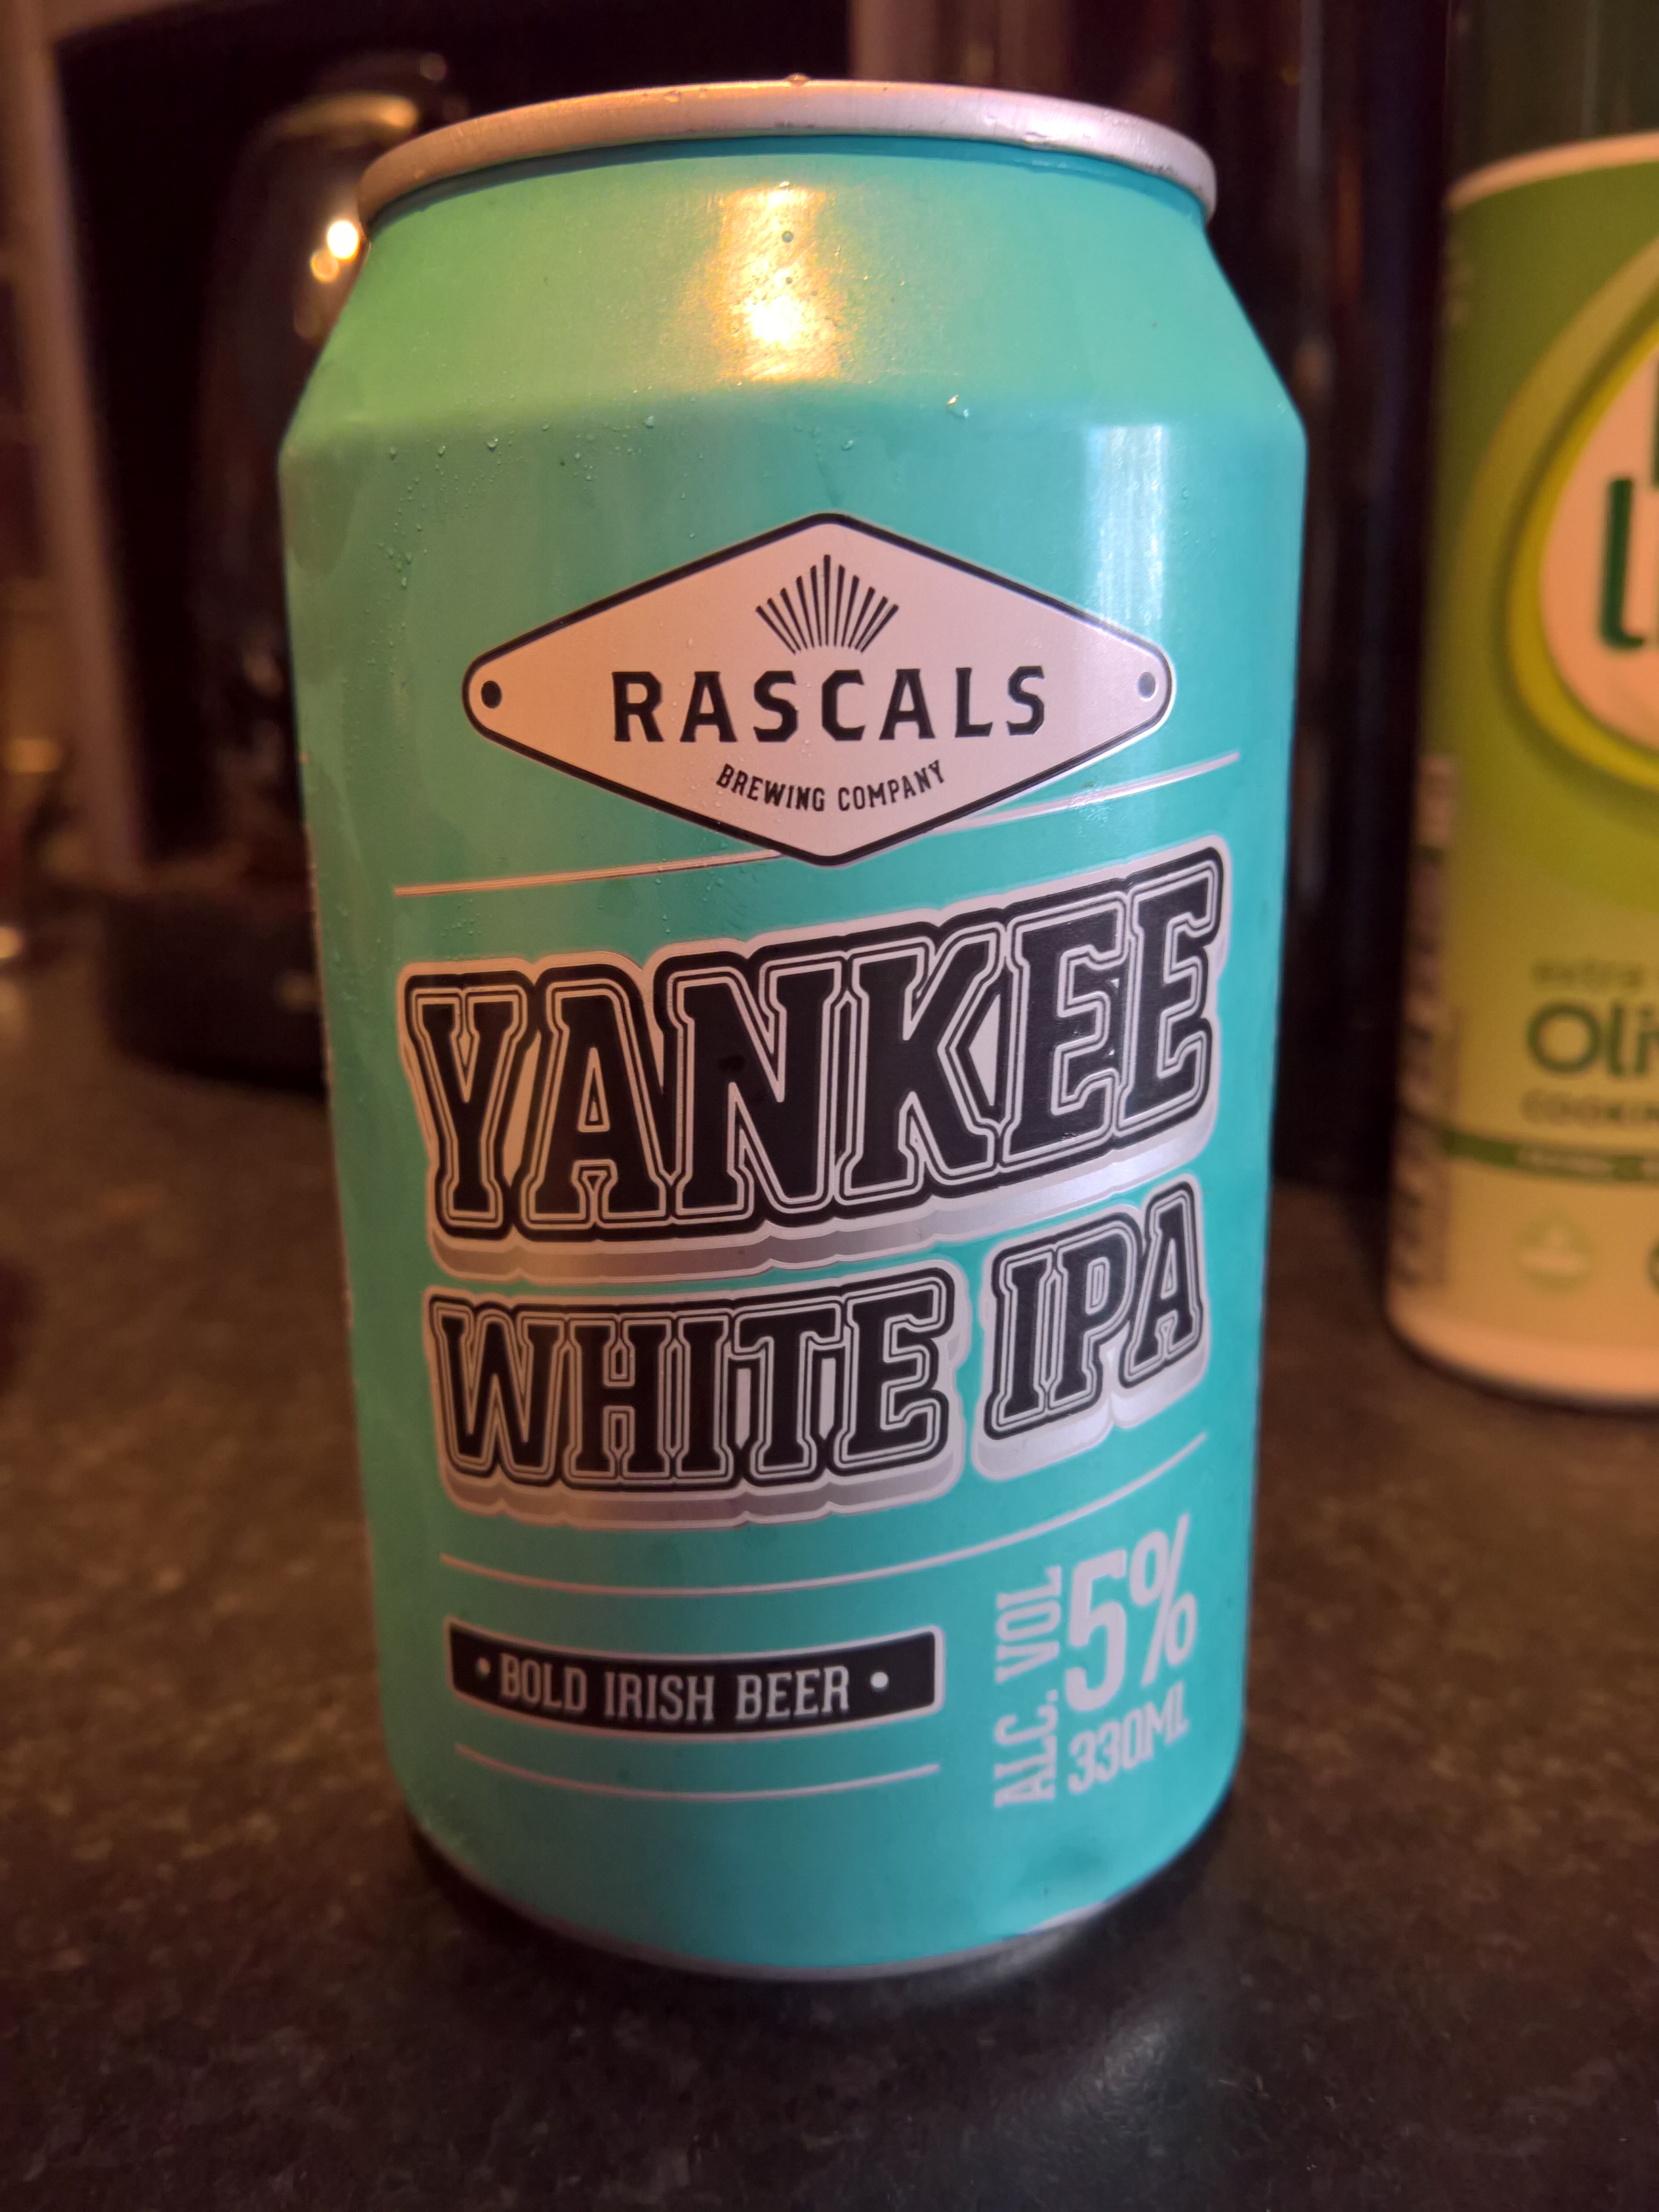 RASCALS
BREWING COMPANY
YANKEE
WHITE IPA
• BOLD IRISH BEER •
ALC. VOL 5%
330ML